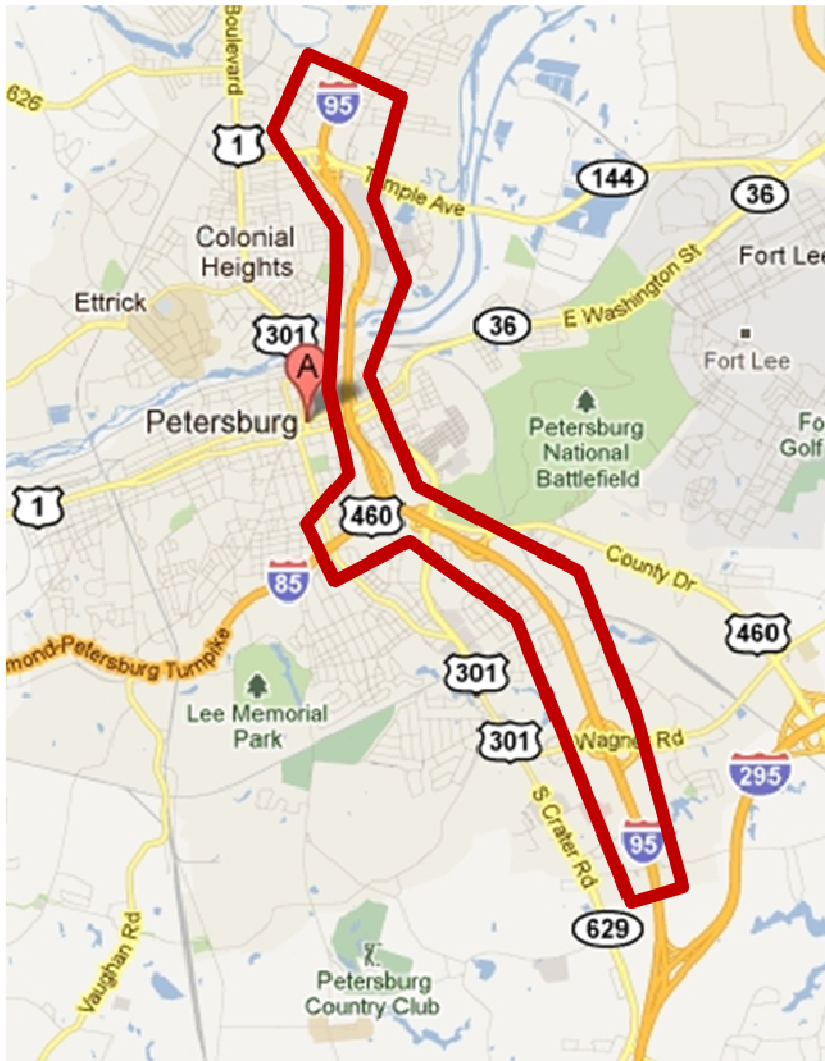 Boulevard
626
95
1
Temple Ave
144
36
Colonial
Heights
E Washington St
Fort Lee
Ettrick
301
36
A
Fort Lee
Petersburg
Petersburg
National
Battlefield
Fo
Golf
1
460
County Dr
85
mond-Petersburg Turnpike
460
301
Lee Memorial
Park
301
Wagner Rd
295
S Crater Rd
95
629
Vaughan Rd
Petersburg
Country Club